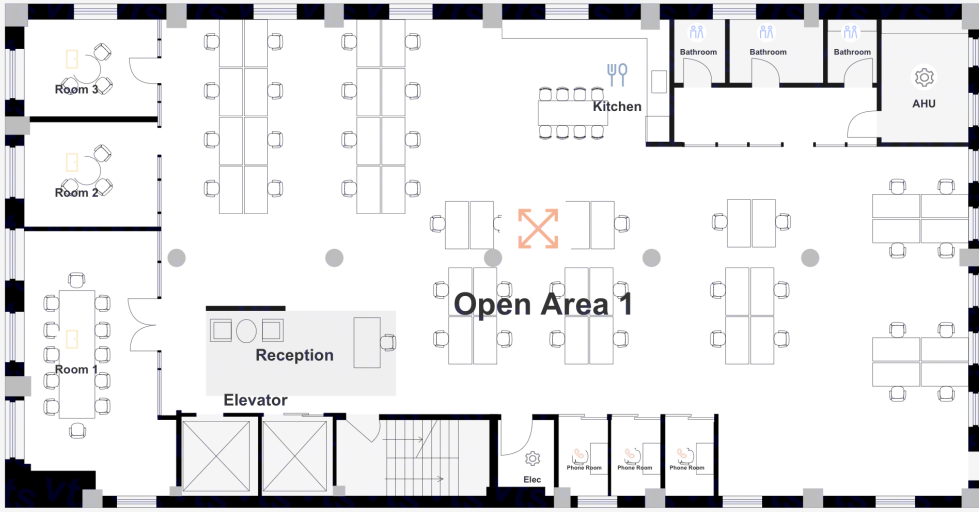 Bathroom
Bathroom
Bathroom
Room 3
Kitchen
AHU
Room 2
Open Area 1
Reception
Room 1
Elevator
Phone Room
Phone Room
Phone Room
Elec